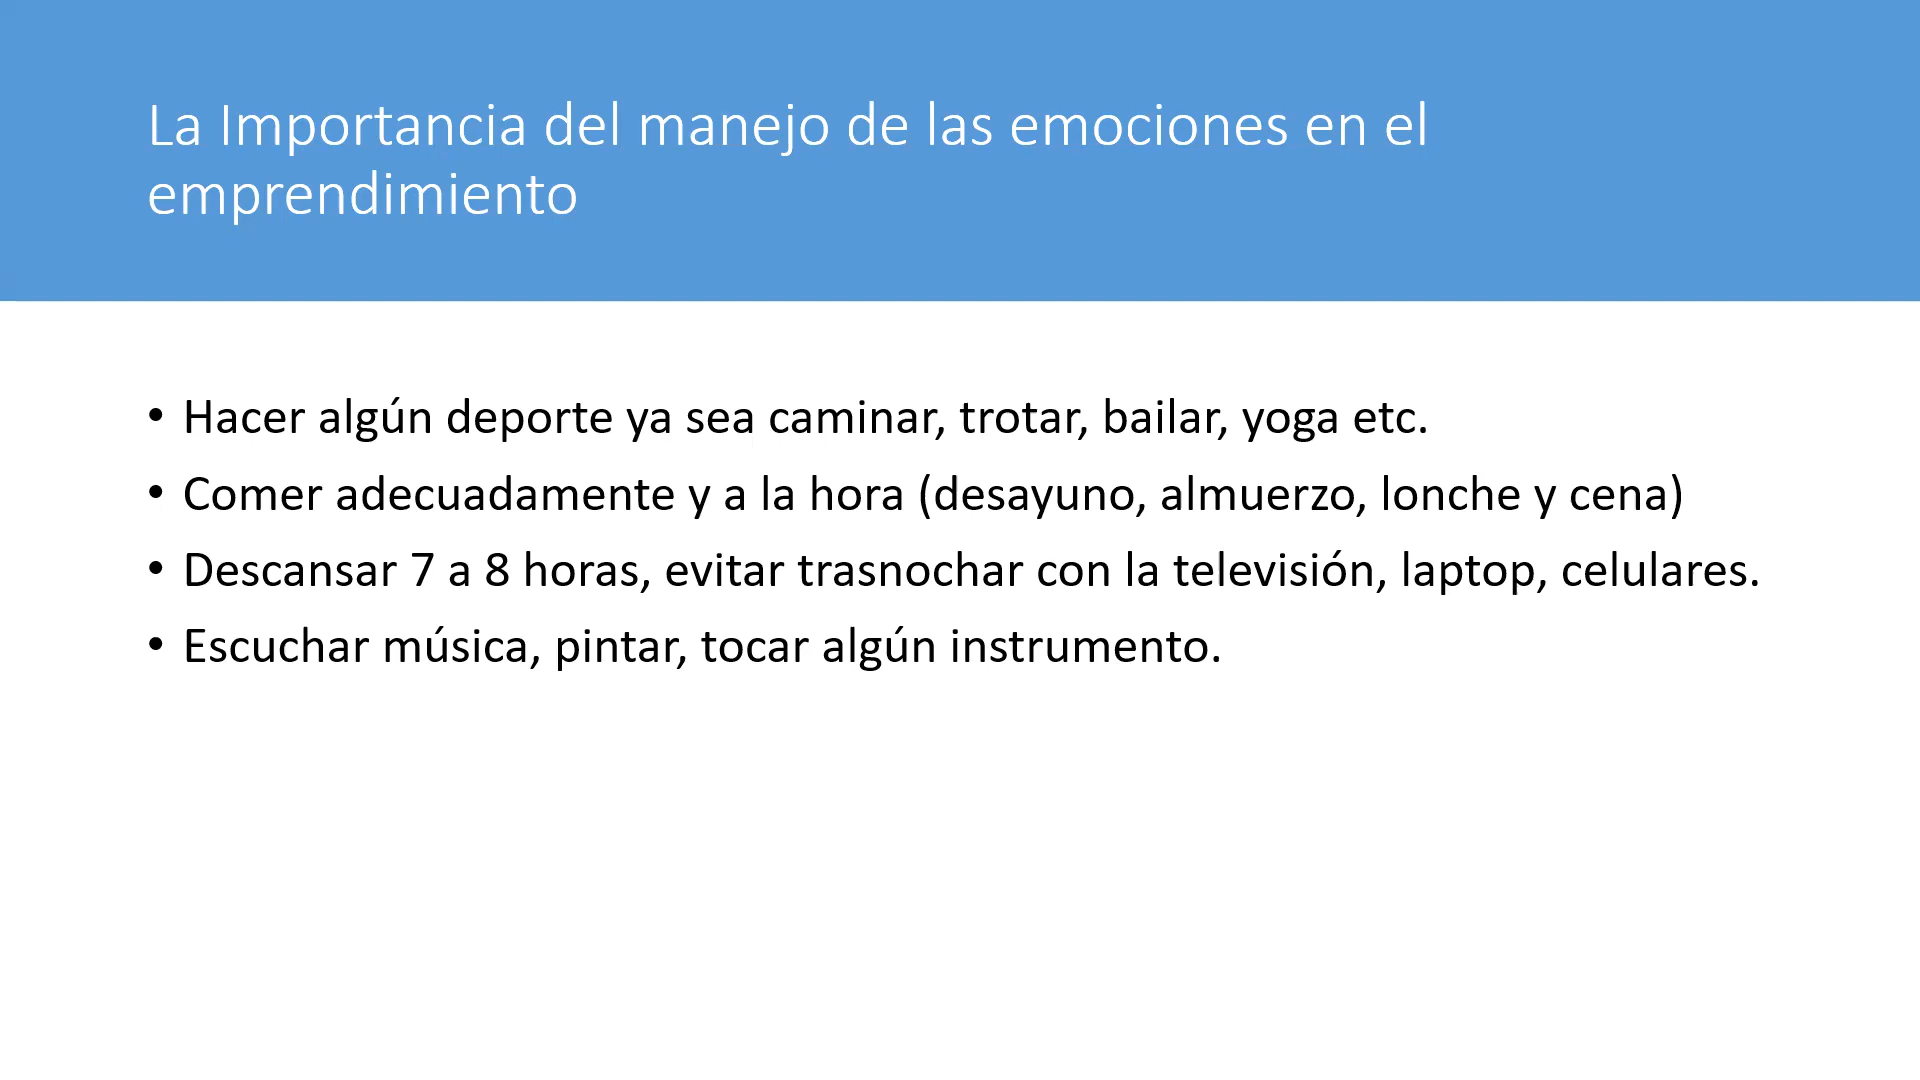 La Importancia del manejo de las emociones en el
emprendimiento
• Hacer algún deporte ya sea caminar, trotar, bailar, yoga etc.
• Comer adecuadamente y a la hora (desayuno, almuerzo, lonche y cena)
• Descansar 7 a 8 horas, evitar trasnochar con la televisión, laptop, celulares.
• Escuchar música, pintar, tocar algún instrumento.